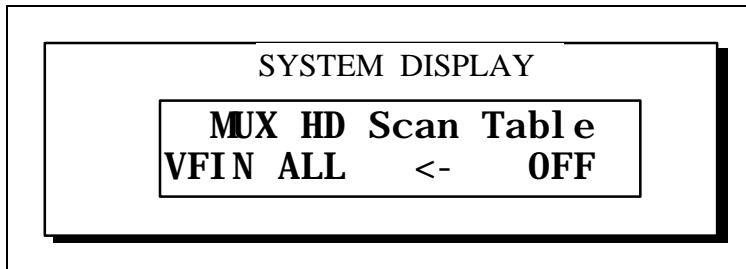 SYSTEM DISPLAY
MUX HD Scan Table
VFIN ALL <- OFF